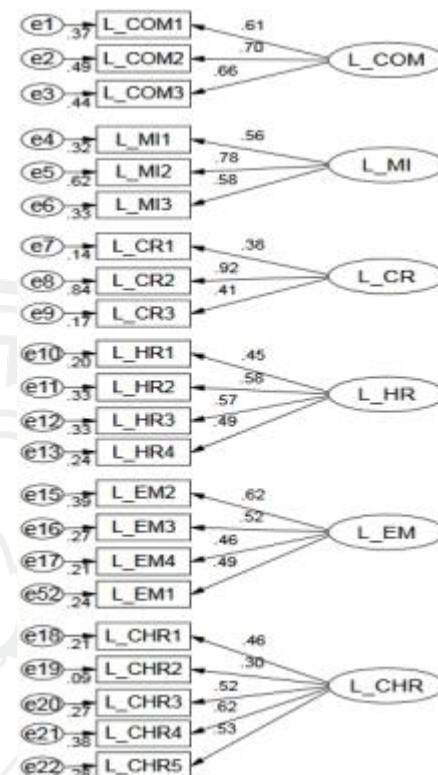 e1 .37 L_COM1 .61
e2 .49 L_COM2 .70 L_COM
e3 .44 L_COM3 .66
e4 .32 L_MI1 .56
e5 .62 L_MI2 .78 L_MI
e6 .33 L_MI3 .58
e7 .14 L_CR1 .36
e8 .84 L_CR2 .92 L_CR
e9 .17 L_CR3 .41
e10 .20 L_HR1 .45
e11 .33 L_HR2 .58 L_HR
e12 .33 L_HR3 .57
e13 .24 L_HR4 .49
e15 .39 L_EM2 .62
e16 .27 L_EM3 .52 L_EM
e17 .21 L_EM4 .46
e52 .24 L_EM1 .49
e18 .21 L_CHR1 .46
e19 .09 L_CHR2 .30
e20 .27 L_CHR3 .52 L_CHR
e21 .38 L_CHR4 .62
e22 L_CHR5 .53